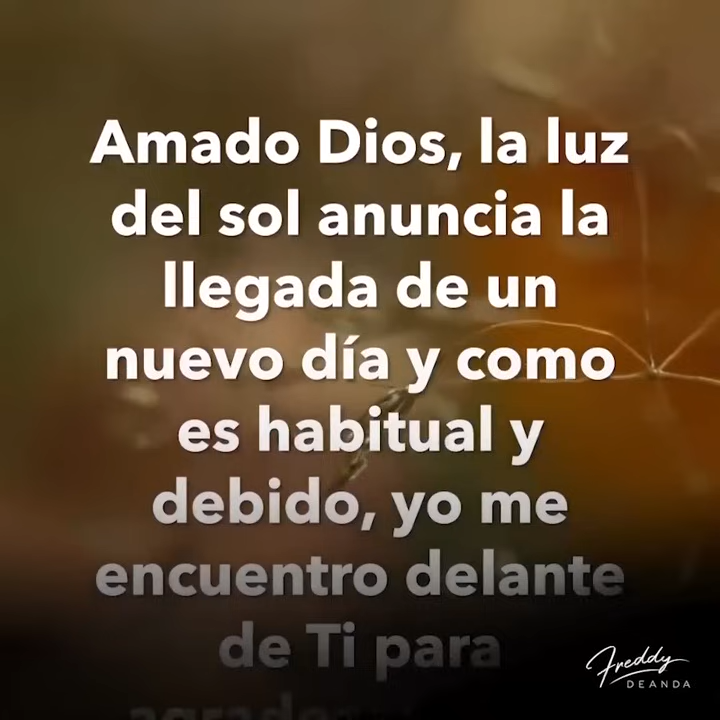 Amado Dios, la luz
del sol anuncia la
llegada de un
nuevo día y como
es habitual y
debido, yo me
encuentro delante
de Ti para
Freddy
DEANDA